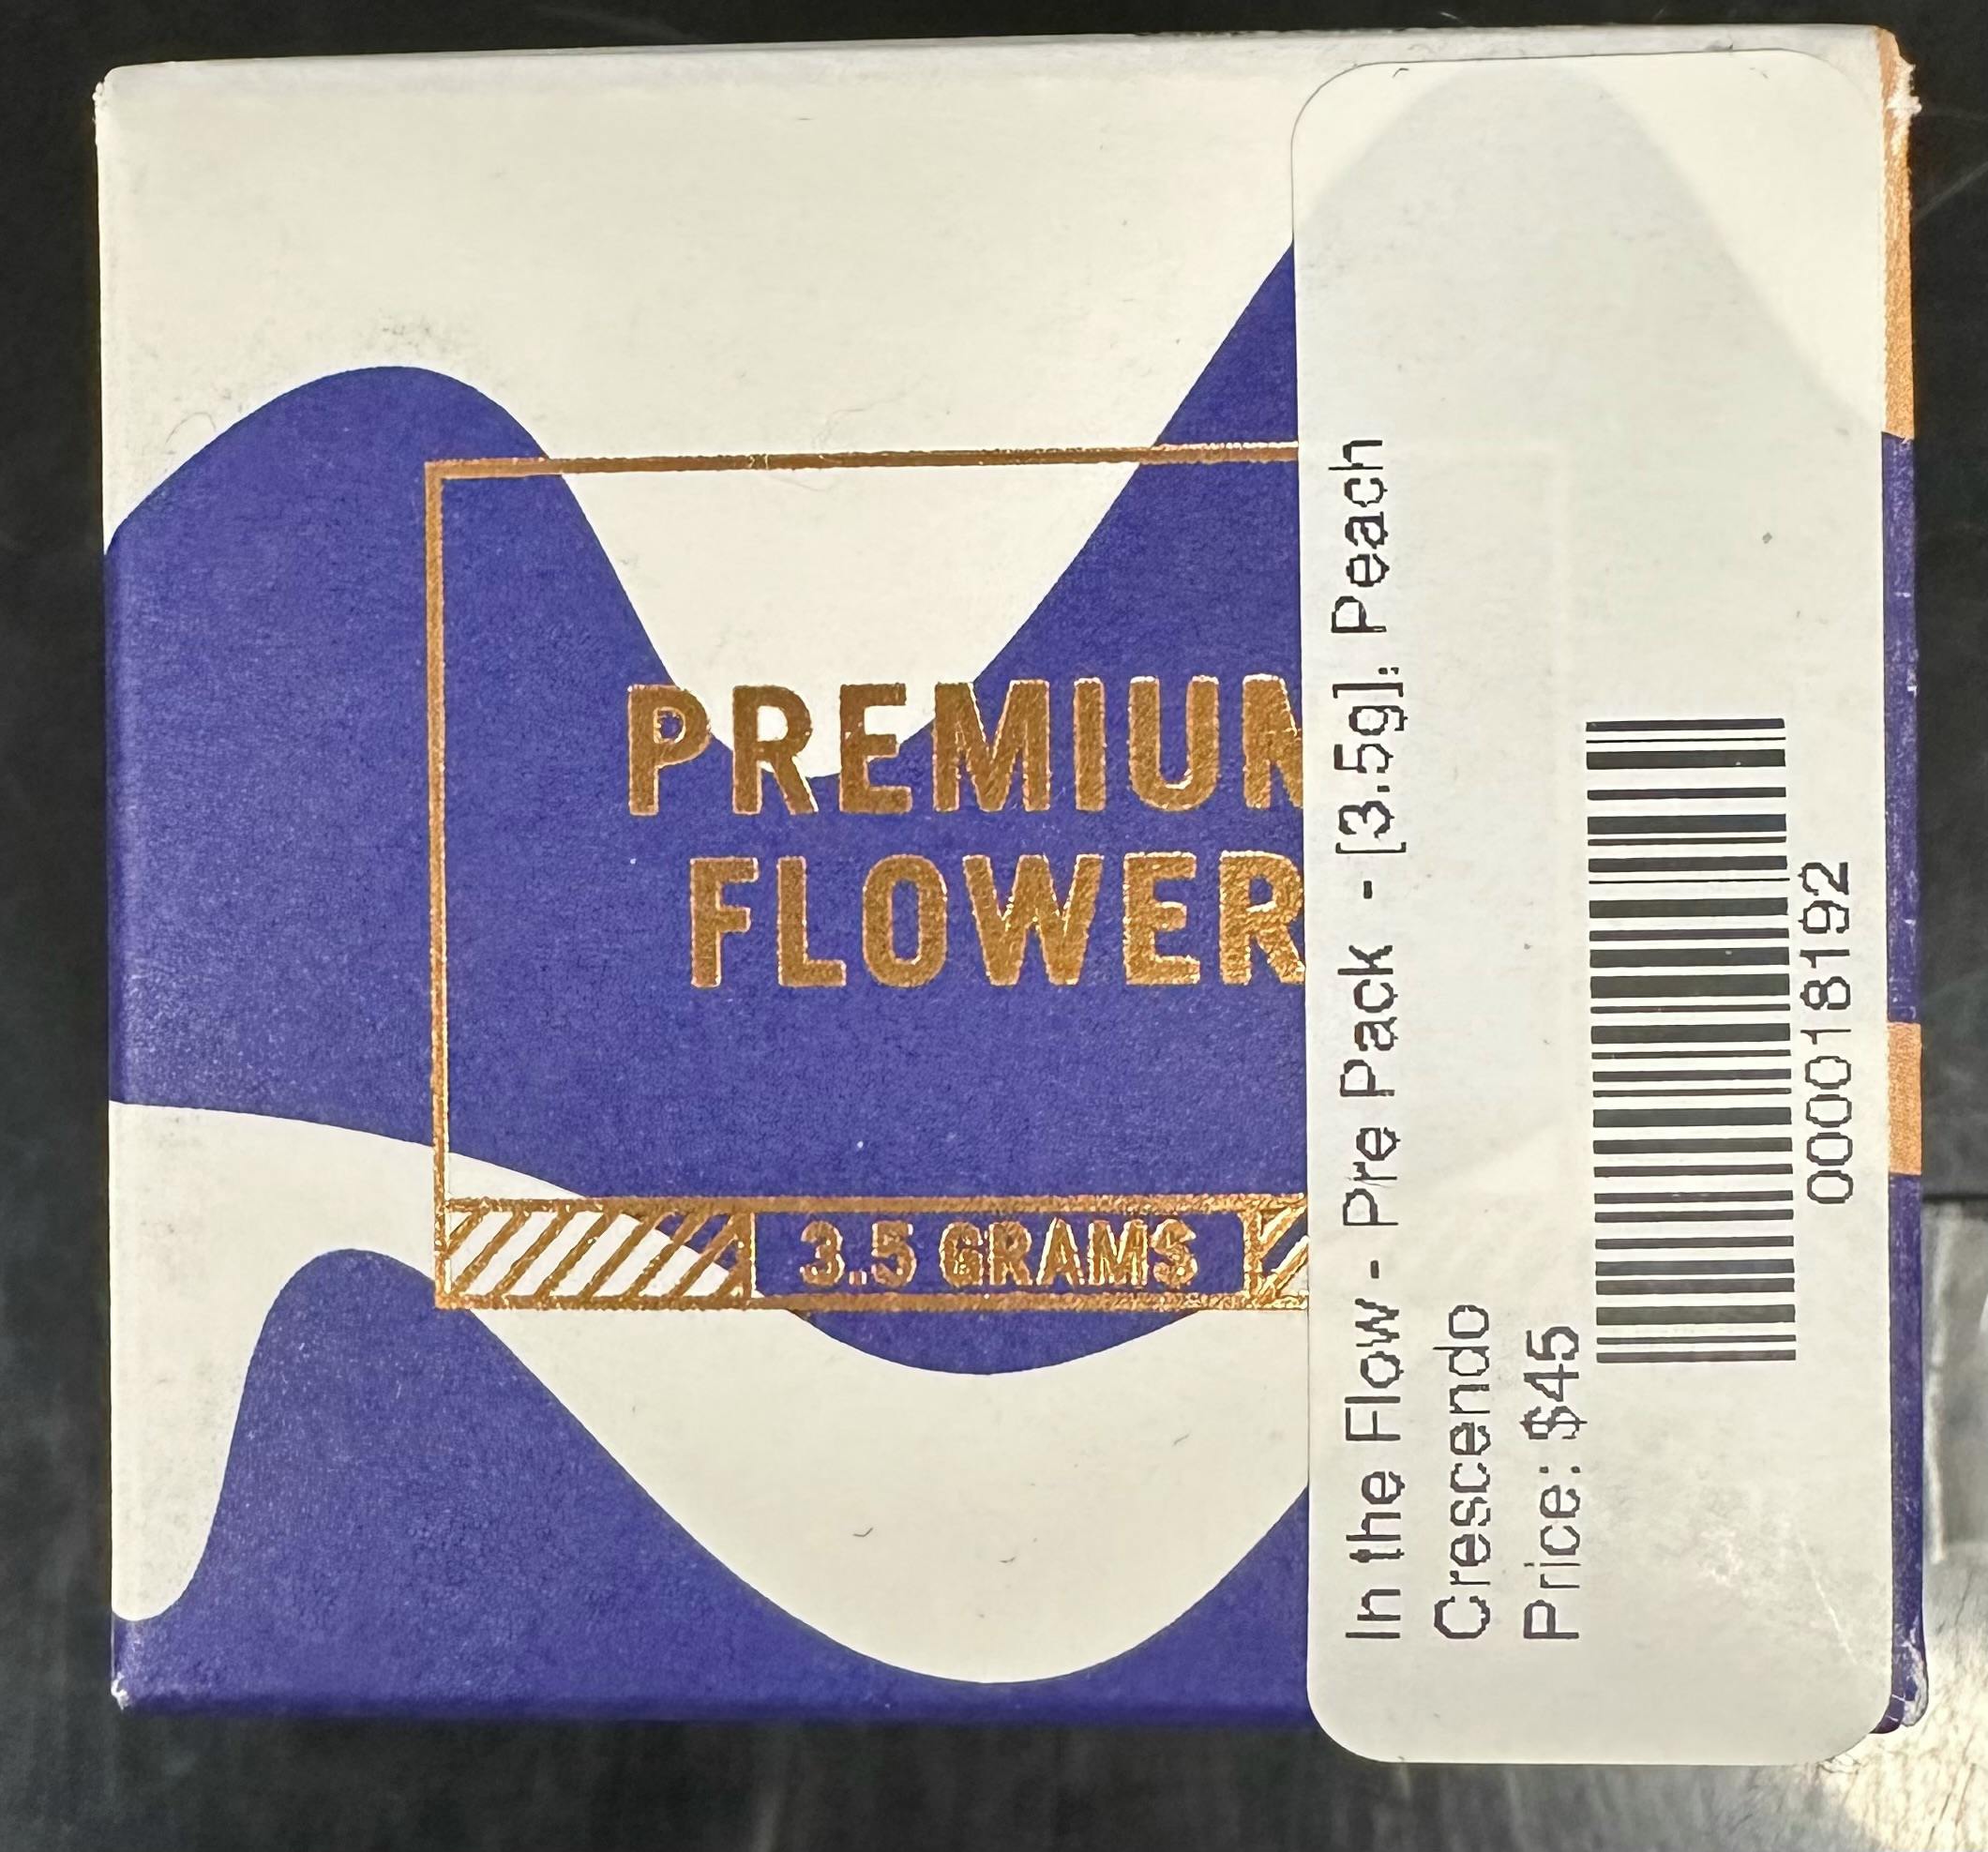 PREMIUM
FLOWER
3.5 GRAMS
In the Flow - Pre Pack - [3.5g]: Peach
Crescendo
Price: $45
000018192